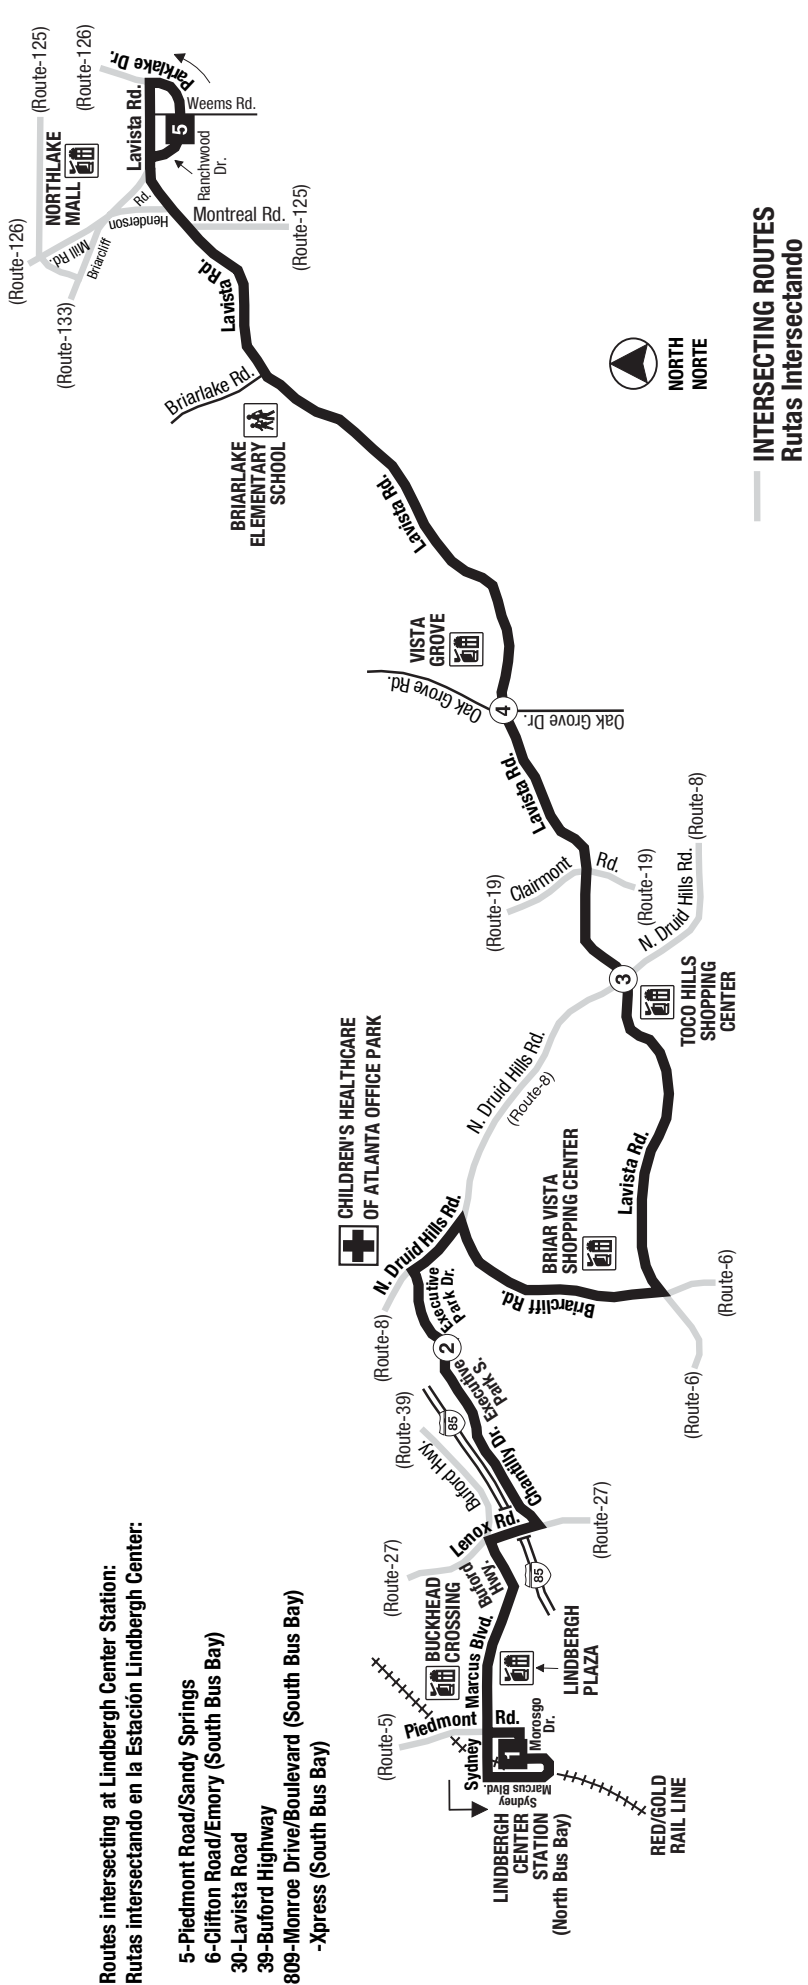 Routes intersecting at Lindbergh Center Station:
Rutas intersectando en la Estación Lindbergh Center:
5-Piedmont Road/Sandy Springs
6-Clifton Road/Emory (South Bus Bay)
30-Lavista Road
39-Buford Highway
809-Monroe Drive/Boulevard (South Bus Bay)
-Xpress (South Bus Bay)
(Route-5)
Piedmont
Rd.
Sydney
Marcus Blvd.
1
Morosgo
Dr.
Sydney
Marcus Blvd.
LINDBERGH
CENTER
STATION
(North Bus Bay)
RED/GOLD
RAIL LINE
BUCKHEAD
CROSSING
LINDBERGH
PLAZA
Buford
Hwy.
85
(Route-27)
Lenox Rd.
(Route-27)
Buford Hwy.
(Route-39)
85
Chantilly Dr.
Executive
Park S.
2
Executive
Park Dr.
(Route-8)
N. Druid Hills Rd.
CHILDREN'S HEALTHCARE
OF ATLANTA OFFICE PARK
Briarcliff Rd.
BRIAR VISTA
SHOPPING CENTER
(Route-6)
(Route-6)
Lavista Rd.
N. Druid Hills Rd.
(Route-8)
3
TOCO HILLS
SHOPPING
CENTER
N. Druid Hills Rd.
(Route-8)
(Route-19)
Clairmont
Rd.
(Route-19)
Lavista Rd.
4
Oak Grove Rd.
Oak Grove Dr.
VISTA
GROVE
Lavista Rd.
BRIARLAKE
ELEMENTARY
SCHOOL
Briarlake Rd.
Lavista
Rd.
(Route-133)
(Route-126)
Briarcliff
Mill Rd.
Henderson
Rd.
Montreal Rd.
(Route-125)
NORTHLAKE
MALL
(Route-125)
Lavista Rd.
Ranchwood
Dr.
5
Weems Rd.
Parklake Dr.
(Route-126)
NORTH
NORTE
INTERSECTING ROUTES
Rutas Intersectando